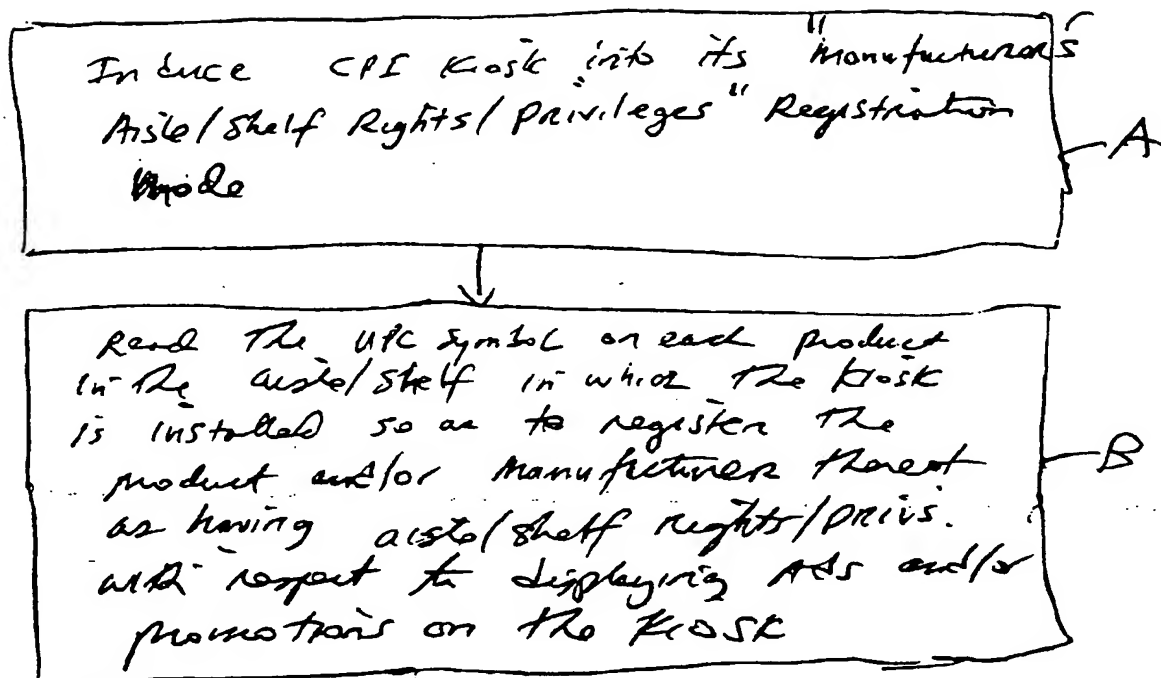 Induce CPI Kiosk into its "Manufacturer's
Aisle/Shelf Rights/Privileges" Registration
Mode
A
Read The UPC Symbol on each product
in the aisle/shelf in which the Kiosk
is installed so as to register the
product and/or Manufacturer thereof
as having aisle/shelf rights/privs.
with respect to displaying Ads and/or
promotions on the Kiosk
B